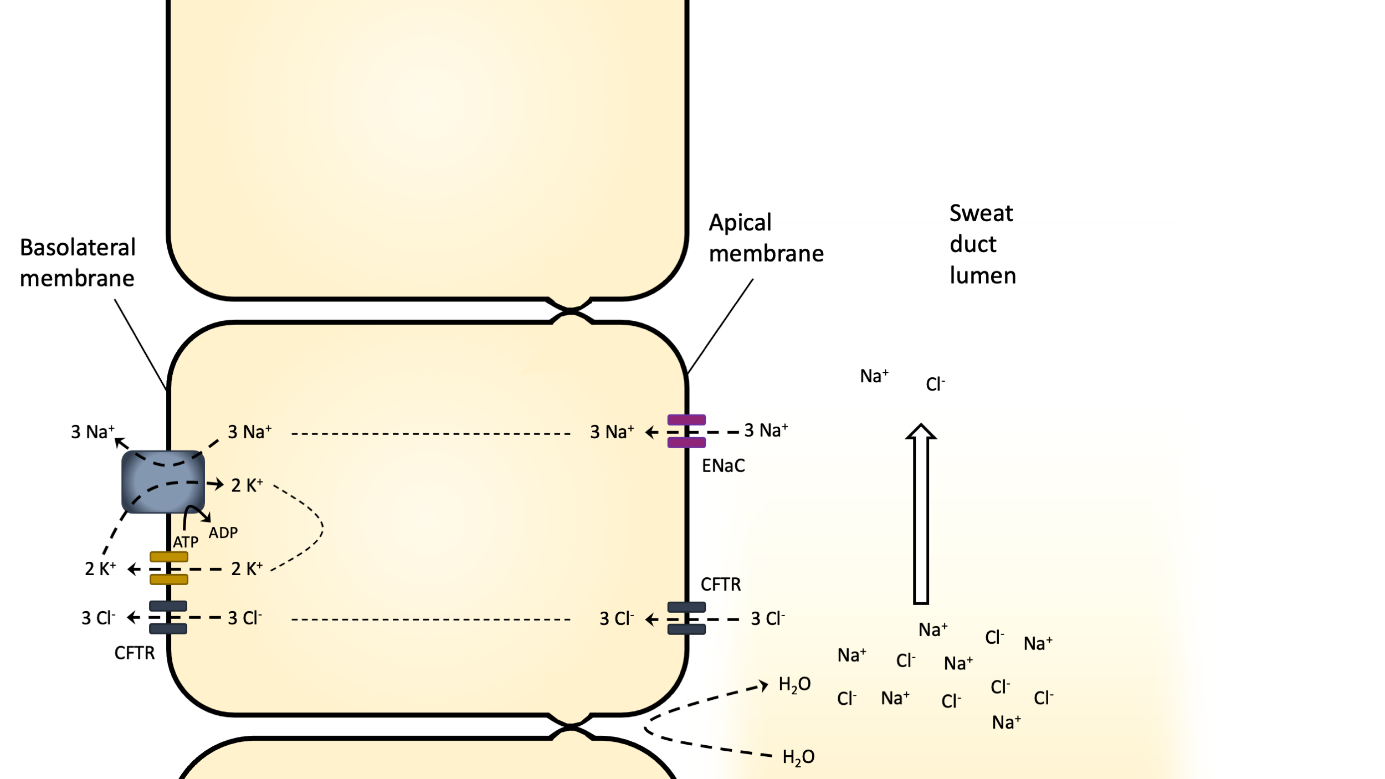 Sweat
duct
lumen
Apical
membrane
Basolateral
membrane
Na⁺
Cl⁻
3 Na⁺
3 Na⁺
3 Na⁺
3 Na⁺
ENaC
2 K⁺
ADP
ATP
2 K⁺
2 K⁺
CFTR
3 Cl⁻
3 Cl⁻
3 Cl⁻
3 Cl⁻
CFTR
Na⁺
Cl⁻
Na⁺
Na⁺
Cl⁻
Na⁺
H₂O
Cl⁻
Na⁺
Cl⁻
Cl⁻
Cl⁻
Na⁺
H₂O